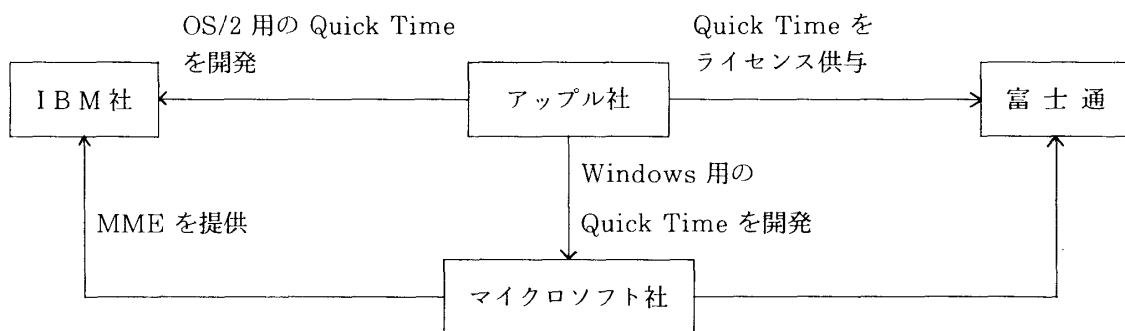 OS/2 用の Quick Time
を開発
Quick Time を
ライセンス供与
IBM社
アップル社
富士通
Windows 用の
Quick Time を開発
MME を提供
マイクロソフト社